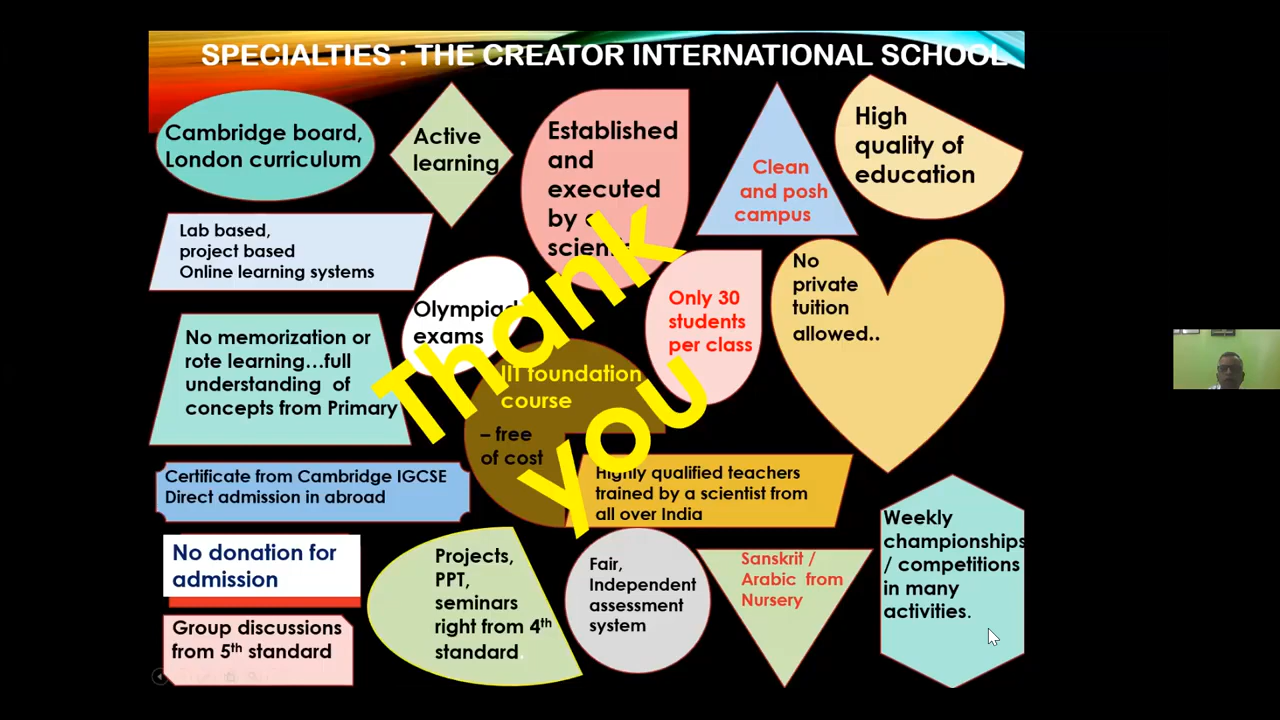 SPECIALTIES : THE CREATOR INTERNATIONAL SCHOOL
Cambridge board,
London curriculum
Active
learning
Established
and
executed
by
Clean
and posh
campus
High
quality of
education
Lab based,
project based
Online learning systems
Olympiad
exams
Only 30
students
per class
No
private
tuition
allowed..
No memorization or
rote learning...full
understanding of
concepts from Primary
IIT foundation
course
– free
of cost
Thank
you
Certificate from Cambridge IGCSE
Direct admission in abroad
Highly qualified teachers
trained by a scientist from
all over India
Weekly
championships
/ competitions
in many
activities.
No donation for
admission
Projects,
PPT,
seminars
right from 4th
standard.
Fair,
Independent
assessment
system
Sanskrit /
Arabic from
Nursery
Group discussions
from 5th standard